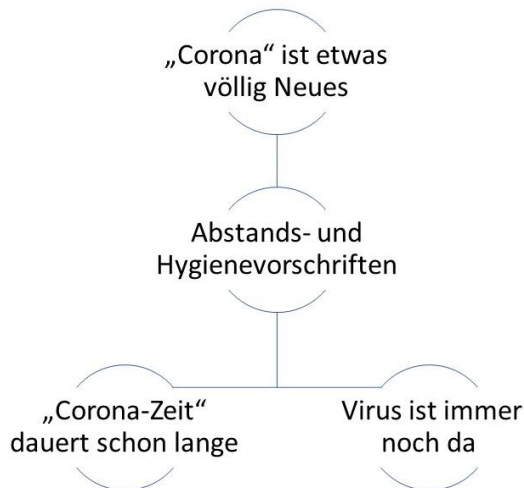 „Corona“ ist etwas
völlig Neues
Abstands- und
Hygienevorschriften
„Corona-Zeit“
dauert schon lange
Virus ist immer
noch da